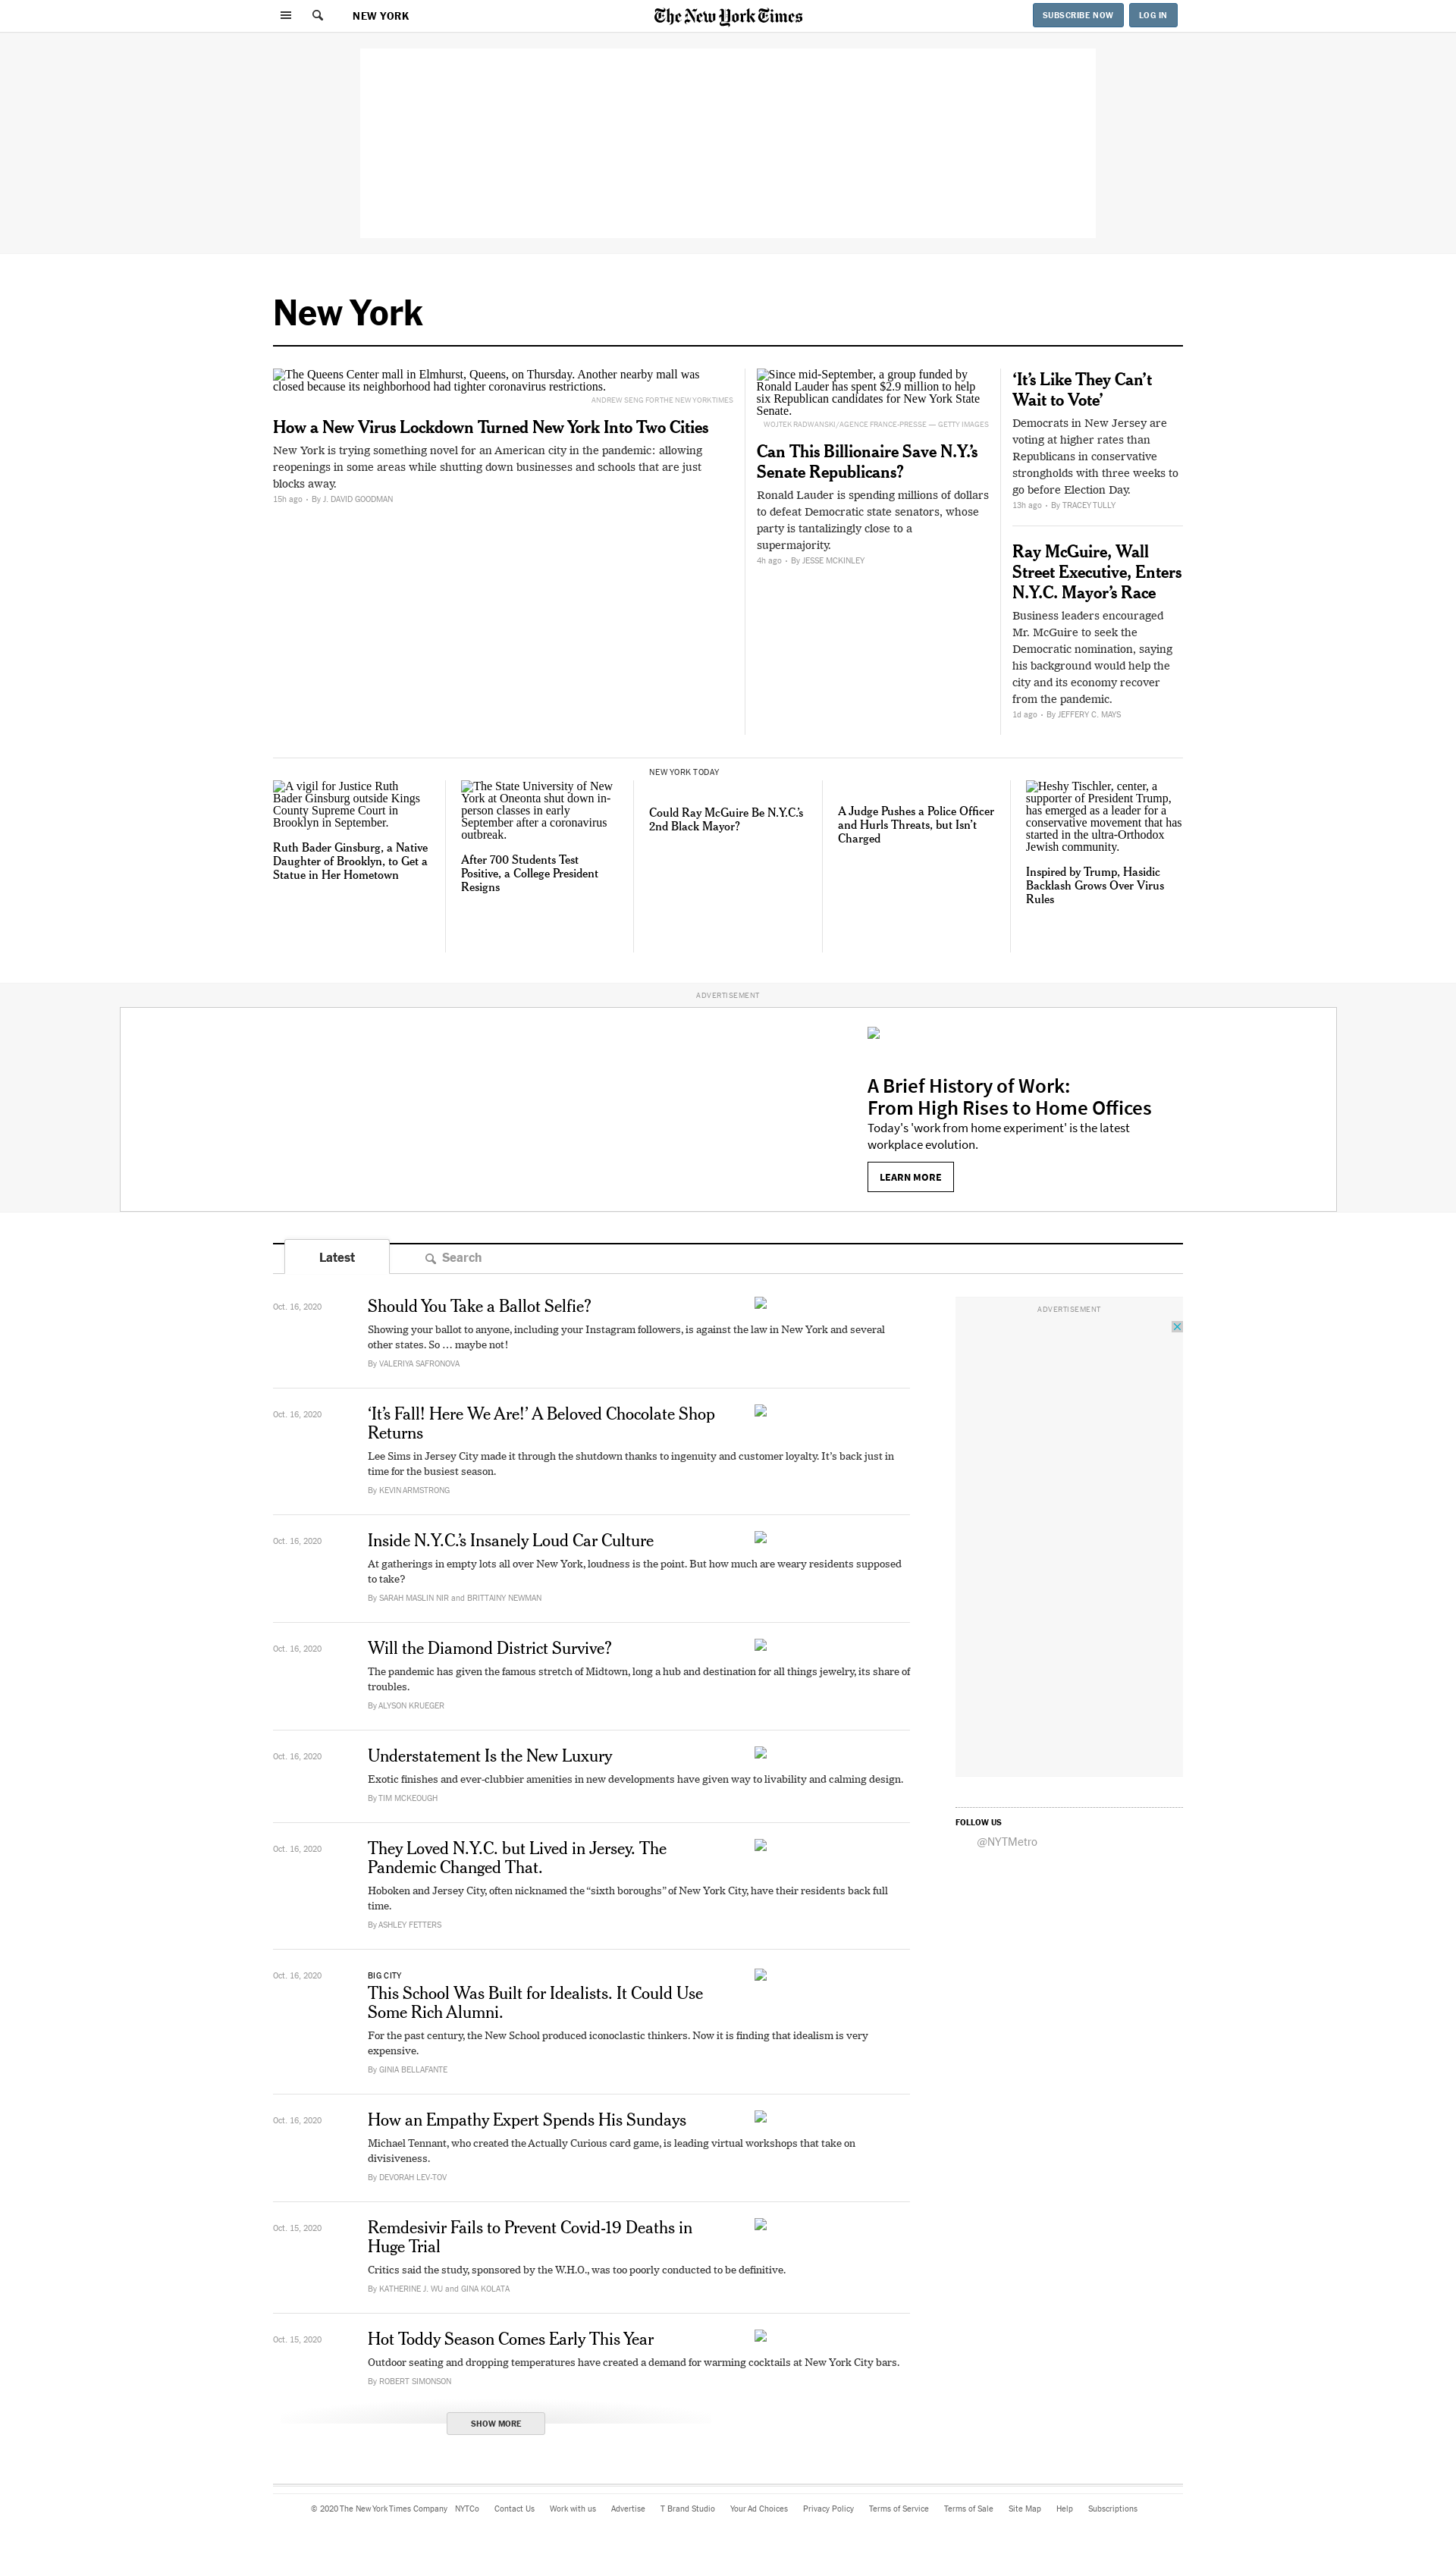 NEW YORK
The New York Times
SUBSCRIBE NOW
LOG IN
New York
The Queens Center mall in Elmhurst, Queens, on Thursday. Another nearby mall was
closed because its neighborhood had tighter coronavirus restrictions.
ANDREW SENG FOR THE NEW YORK TIMES
How a New Virus Lockdown Turned New York Into Two Cities
New York is trying something novel for an American city in the pandemic: allowing
reopenings in some areas while shutting down businesses and schools that are just
blocks away.
15h ago • By J. DAVID GOODMAN
Since mid-September, a group funded by
Ronald Lauder has spent $2.9 million to help
six Republican candidates for New York State
Senate.
WOJTEK RADWANSKI/AGENCE FRANCE-PRESSE — GETTY IMAGES
Can This Billionaire Save N.Y.’s
Senate Republicans?
Ronald Lauder is spending millions of dollars
to defeat Democratic state senators, whose
party is tantalizingly close to a
supermajority.
4h ago • By JESSE MCKINLEY
‘It’s Like They Can’t
Wait to Vote’
Democrats in New Jersey are
voting at higher rates than
Republicans in conservative
strongholds with three weeks to
go before Election Day.
13h ago • By TRACEY TULLY
Ray McGuire, Wall
Street Executive, Enters
N.Y.C. Mayor’s Race
Business leaders encouraged
Mr. McGuire to seek the
Democratic nomination, saying
his background would help the
city and its economy recover
from the pandemic.
1d ago • By JEFFERY C. MAYS
A vigil for Justice Ruth
Bader Ginsburg outside Kings
County Supreme Court in
Brooklyn in September.
Ruth Bader Ginsburg, a Native
Daughter of Brooklyn, to Get a
Statue in Her Hometown
The State University of New
York at Oneonta shut down in-
person classes in early
September after a coronavirus
outbreak.
After 700 Students Test
Positive, a College President
Resigns
NEW YORK TODAY
Could Ray McGuire Be N.Y.C.’s
2nd Black Mayor?
A Judge Pushes a Police Officer
and Hurls Threats, but Isn’t
Charged
Heshy Tischler, center, a
supporter of President Trump,
has emerged as a leader for a
conservative movement that has
started in the ultra-Orthodox
Jewish community.
Inspired by Trump, Hasidic
Backlash Grows Over Virus
Rules
ADVERTISEMENT
A Brief History of Work:
From High Rises to Home Offices
Today's 'work from home experiment' is the latest
workplace evolution.
LEARN MORE
Latest
Search
Oct. 16, 2020
Should You Take a Ballot Selfie?
Showing your ballot to anyone, including your Instagram followers, is against the law in New York and several
other states. So … maybe not!
By VALERIYA SAFRONOVA
Oct. 16, 2020
‘It’s Fall! Here We Are!’ A Beloved Chocolate Shop
Returns
Lee Sims in Jersey City made it through the shutdown thanks to ingenuity and customer loyalty. It’s back just in
time for the busiest season.
By KEVIN ARMSTRONG
Oct. 16, 2020
Inside N.Y.C.’s Insanely Loud Car Culture
At gatherings in empty lots all over New York, loudness is the point. But how much are weary residents supposed
to take?
By SARAH MASLIN NIR and BRITTAINY NEWMAN
Oct. 16, 2020
Will the Diamond District Survive?
The pandemic has given the famous stretch of Midtown, long a hub and destination for all things jewelry, its share of
troubles.
By ALYSON KRUEGER
Oct. 16, 2020
Understatement Is the New Luxury
Exotic finishes and ever-clubbier amenities in new developments have given way to livability and calming design.
By TIM MCKEOUGH
Oct. 16, 2020
They Loved N.Y.C. but Lived in Jersey. The
Pandemic Changed That.
Hoboken and Jersey City, often nicknamed the “sixth boroughs” of New York City, have their residents back full
time.
By ASHLEY FETTERS
Oct. 16, 2020
BIG CITY
This School Was Built for Idealists. It Could Use
Some Rich Alumni.
For the past century, the New School produced iconoclastic thinkers. Now it is finding that idealism is very
expensive.
By GINIA BELLAFANTE
Oct. 16, 2020
How an Empathy Expert Spends His Sundays
Michael Tennant, who created the Actually Curious card game, is leading virtual workshops that take on
divisiveness.
By DEVORAH LEV-TOV
Oct. 15, 2020
Remdesivir Fails to Prevent Covid-19 Deaths in
Huge Trial
Critics said the study, sponsored by the W.H.O., was too poorly conducted to be definitive.
By KATHERINE J. WU and GINA KOLATA
Oct. 15, 2020
Hot Toddy Season Comes Early This Year
Outdoor seating and dropping temperatures have created a demand for warming cocktails at New York City bars.
By ROBERT SIMONSON
SHOW MORE
ADVERTISEMENT
FOLLOW US
@NYTMetro
© 2020 The New York Times Company NYTCo Contact Us Work with us Advertise T Brand Studio Your Ad Choices Privacy Policy Terms of Service Terms of Sale Site Map Help Subscriptions